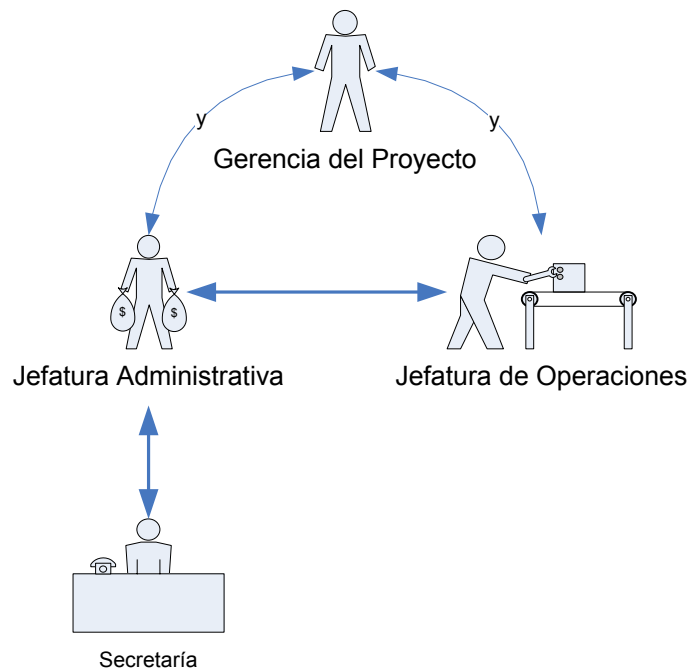 y
y
Gerencia del Proyecto
$
$
Jefatura Administrativa
Jefatura de Operaciones
Secretaría